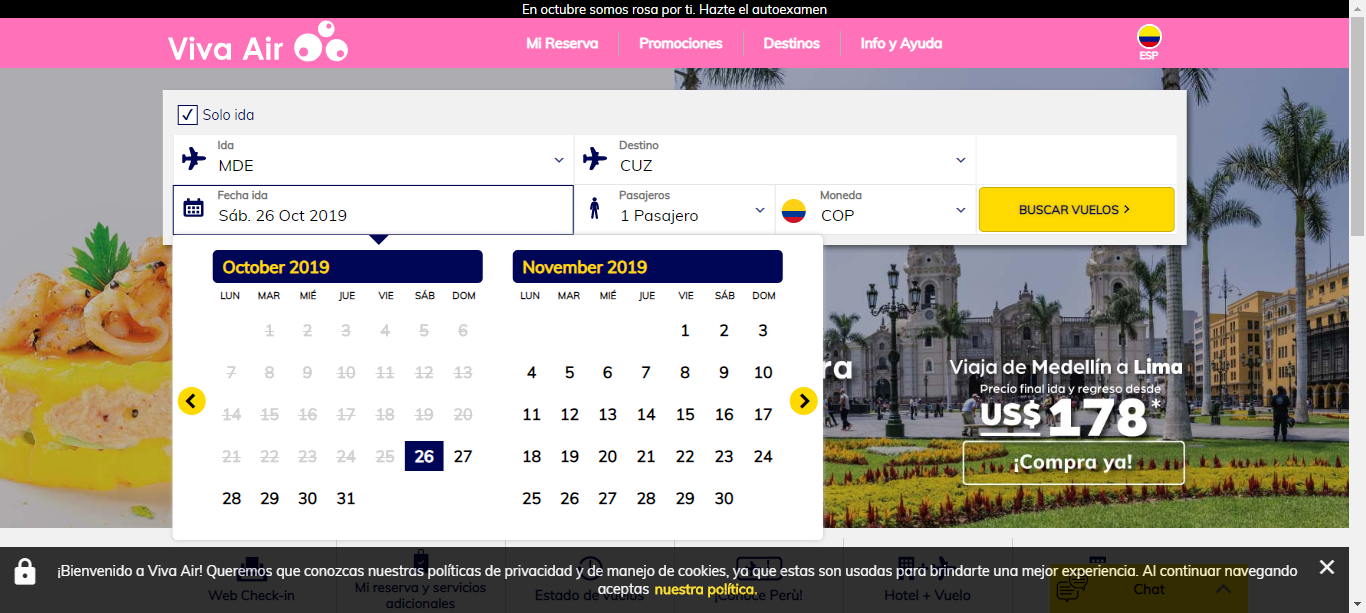 En octubre somos rosa por ti. Hazte el autoexamen
Viva Air
Mi Reserva
Promociones
Destinos
Info y Ayuda
ESP
Solo ida
Ida
MDE
Destino
CUZ
Fecha ida
Sáb. 26 Oct 2019
Pasajeros
1 Pasajero
Moneda
COP
BUSCAR VUELOS
October 2019
LUN MAR MIÉ JUE VIE SÁB DOM
1 2 3 4 5 6
7 8 9 10 11 12 13
14 15 16 17 18 19 20
21 22 23 24 25 26 27
28 29 30 31
November 2019
LUN MAR MIÉ JUE VIE SÁB DOM
1 2 3
4 5 6 7 8 9 10
11 12 13 14 15 16 17
18 19 20 21 22 23 24
25 26 27 28 29 30
ra
Viaja de Medellín a Lima
Precio final ida y regreso desde
US$ 178*
¡Compra ya!
¡Bienvenido a Viva Air! Queremos que conozcas nuestras políticas de privacidad y de manejo de cookies, ya que estas son usadas para brindarte una mejor experiencia. Al continuar navegando
aceptas nuestra política.
Web Check-in
Mi reserva y servicios
adicionales
Estado de vuelos
¡Conoce Perù!
Hotel + Vuelo
Chat